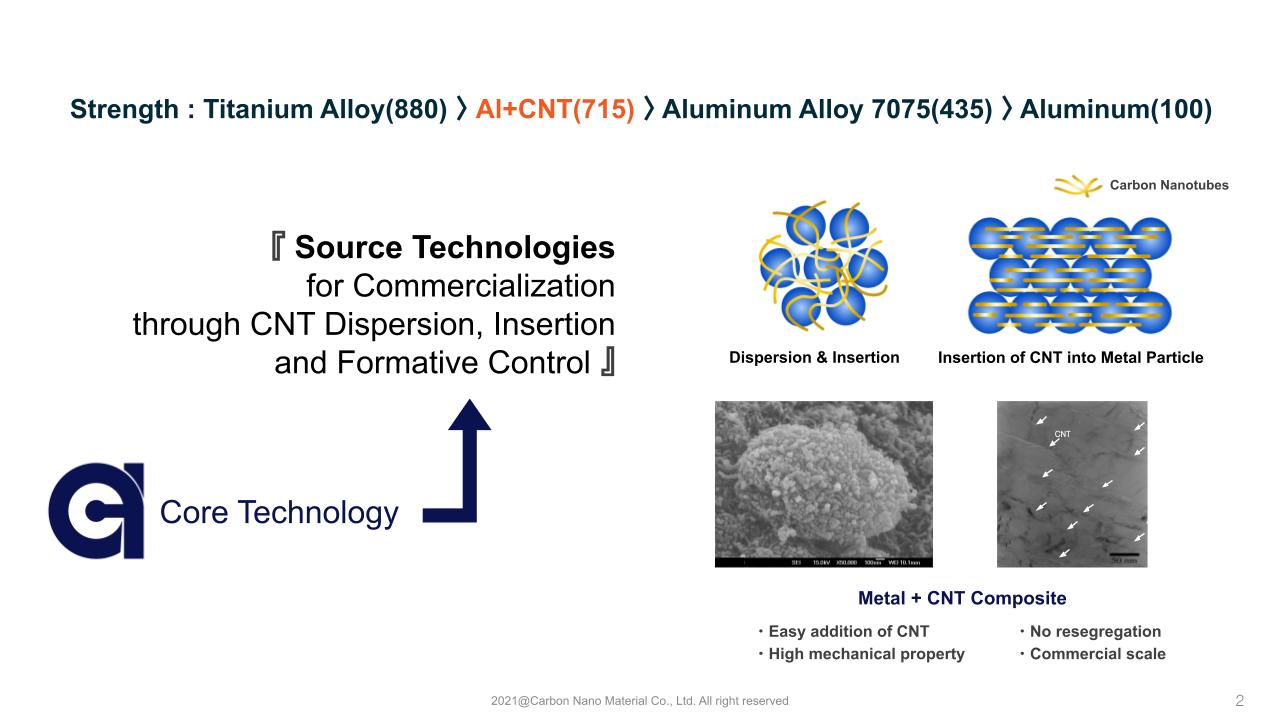 Strength : Titanium Alloy(880) 〉Al+CNT(715) 〉Aluminum Alloy 7075(435) 〉Aluminum(100)
Carbon Nanotubes
『 Source Technologies
for Commercialization
through CNT Dispersion, Insertion
and Formative Control 』
Core Technology
Dispersion & Insertion
Insertion of CNT into Metal Particle
CNT
SEI 15.0kV X50,000 100nm WD 10.1mm
50 nm
Metal + CNT Composite
・Easy addition of CNT
・High mechanical property
・No resegregation
・Commercial scale
2021@Carbon Nano Material Co., Ltd. All right reserved
2